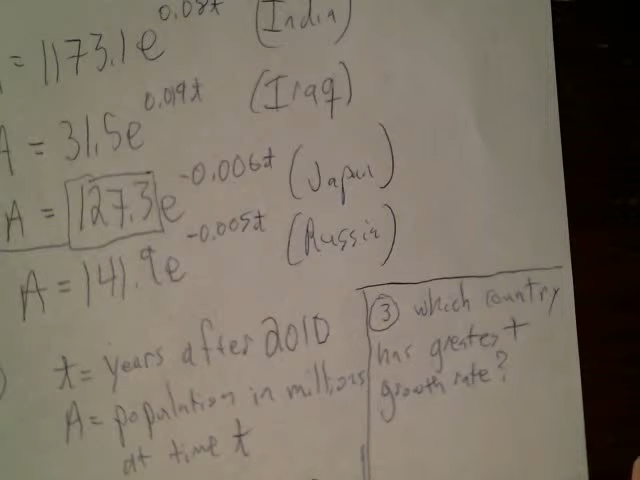 = 1173.1e^0.08t (India)
A = 31.5e^0.019t (Iraq)
A = 127.3e^-0.006t (Japan)
A = 141.9e^-0.005t (Russia)
t = years after 2010
A = population in millions
at time t
③ which country
has greatest
growth rate?